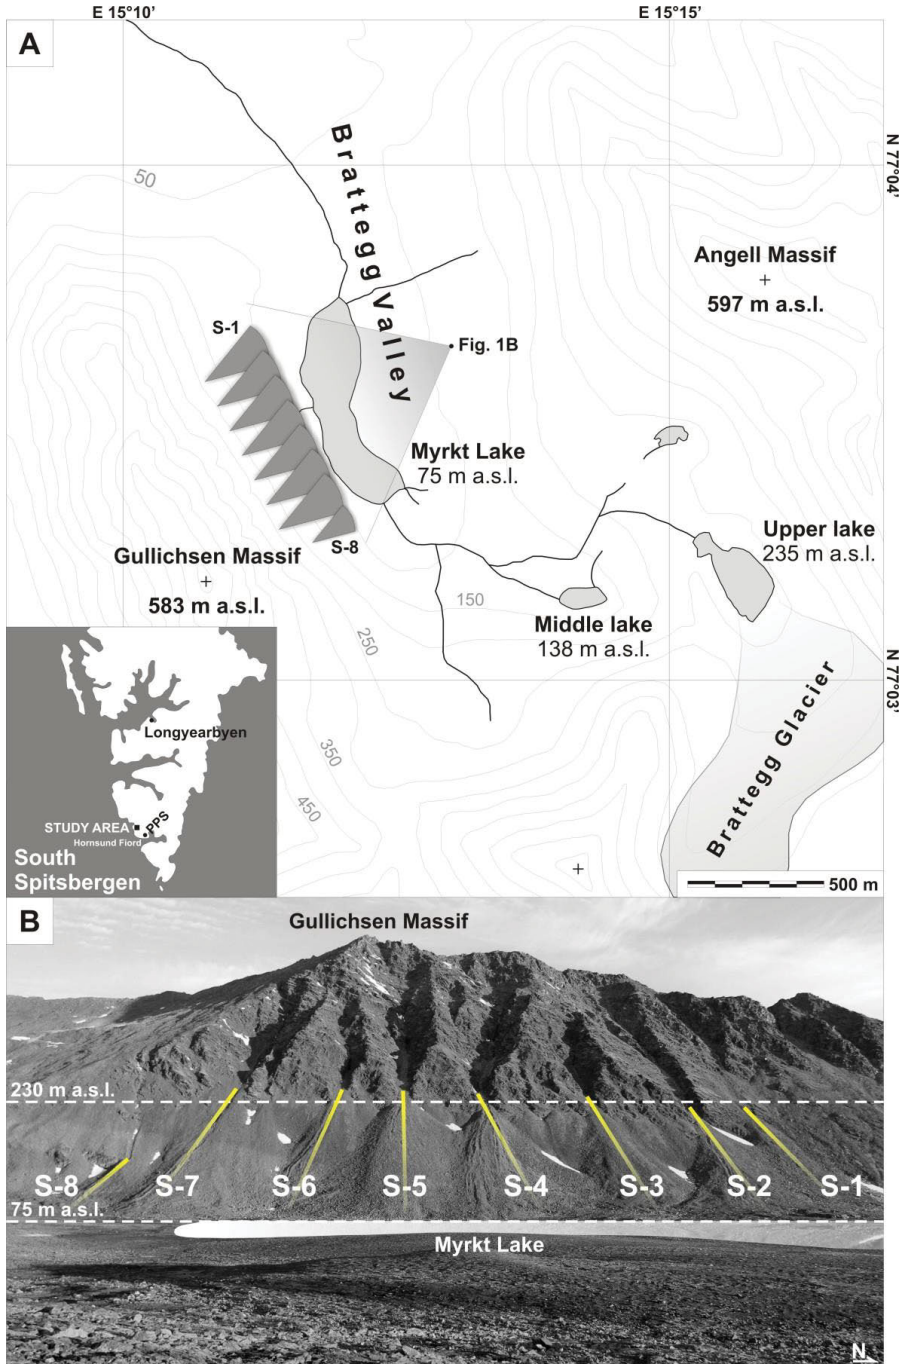 E 15°10’
E 15°15’
A
Brattegg Valley
N 77°04’
50
Angell Massif
+
597 m a.s.l.
S-1
Fig. 1B
Myrkt Lake
75 m a.s.l.
S-8
Gullichsen Massif
+
583 m a.s.l.
Upper lake
235 m a.s.l.
150
Middle lake
138 m a.s.l.
250
N 77°03’
350
450
Brattegg Glacier
+
500 m
Longyearbyen
STUDY AREA
PPS
Hornsund Fiord
South
Spitsbergen
B
Gullichsen Massif
230 m a.s.l.
S-8 S-7 S-6 S-5 S-4 S-3 S-2 S-1
75 m a.s.l.
Myrkt Lake
N